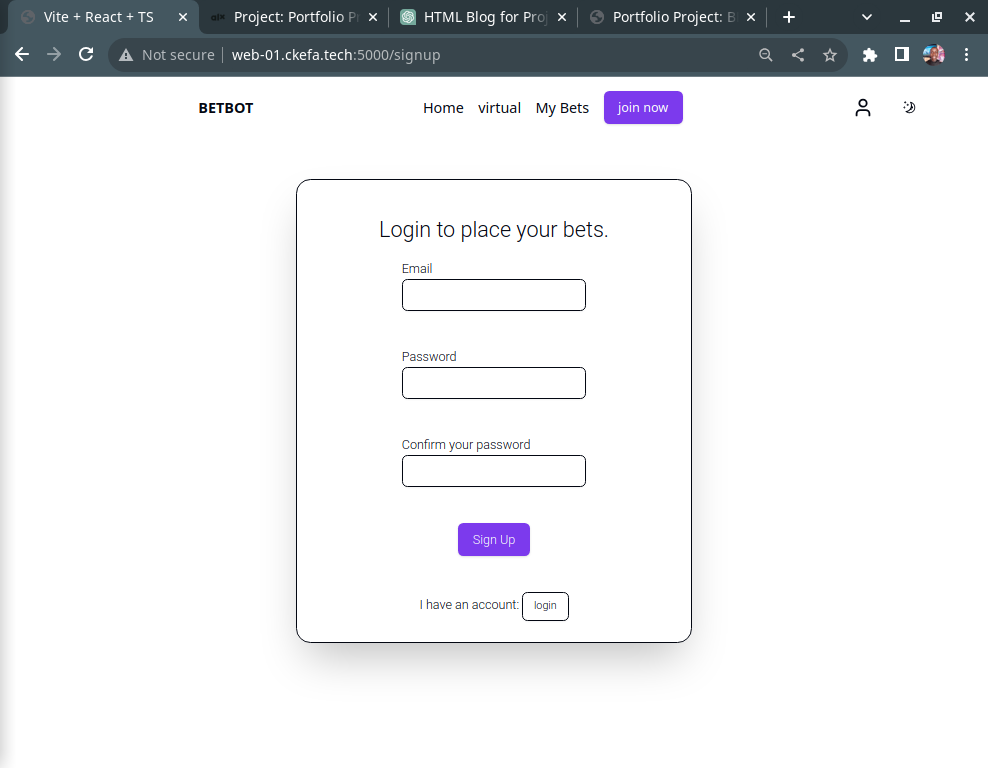 Vite + React + TS
Project: Portfolio P
HTML Blog for Proj
Portfolio Project: B
Not secure web-01.ckefa.tech:5000/signup
BETBOT Home virtual My Bets join now
Login to place your bets.
Email
Password
Confirm your password
Sign Up
I have an account: login